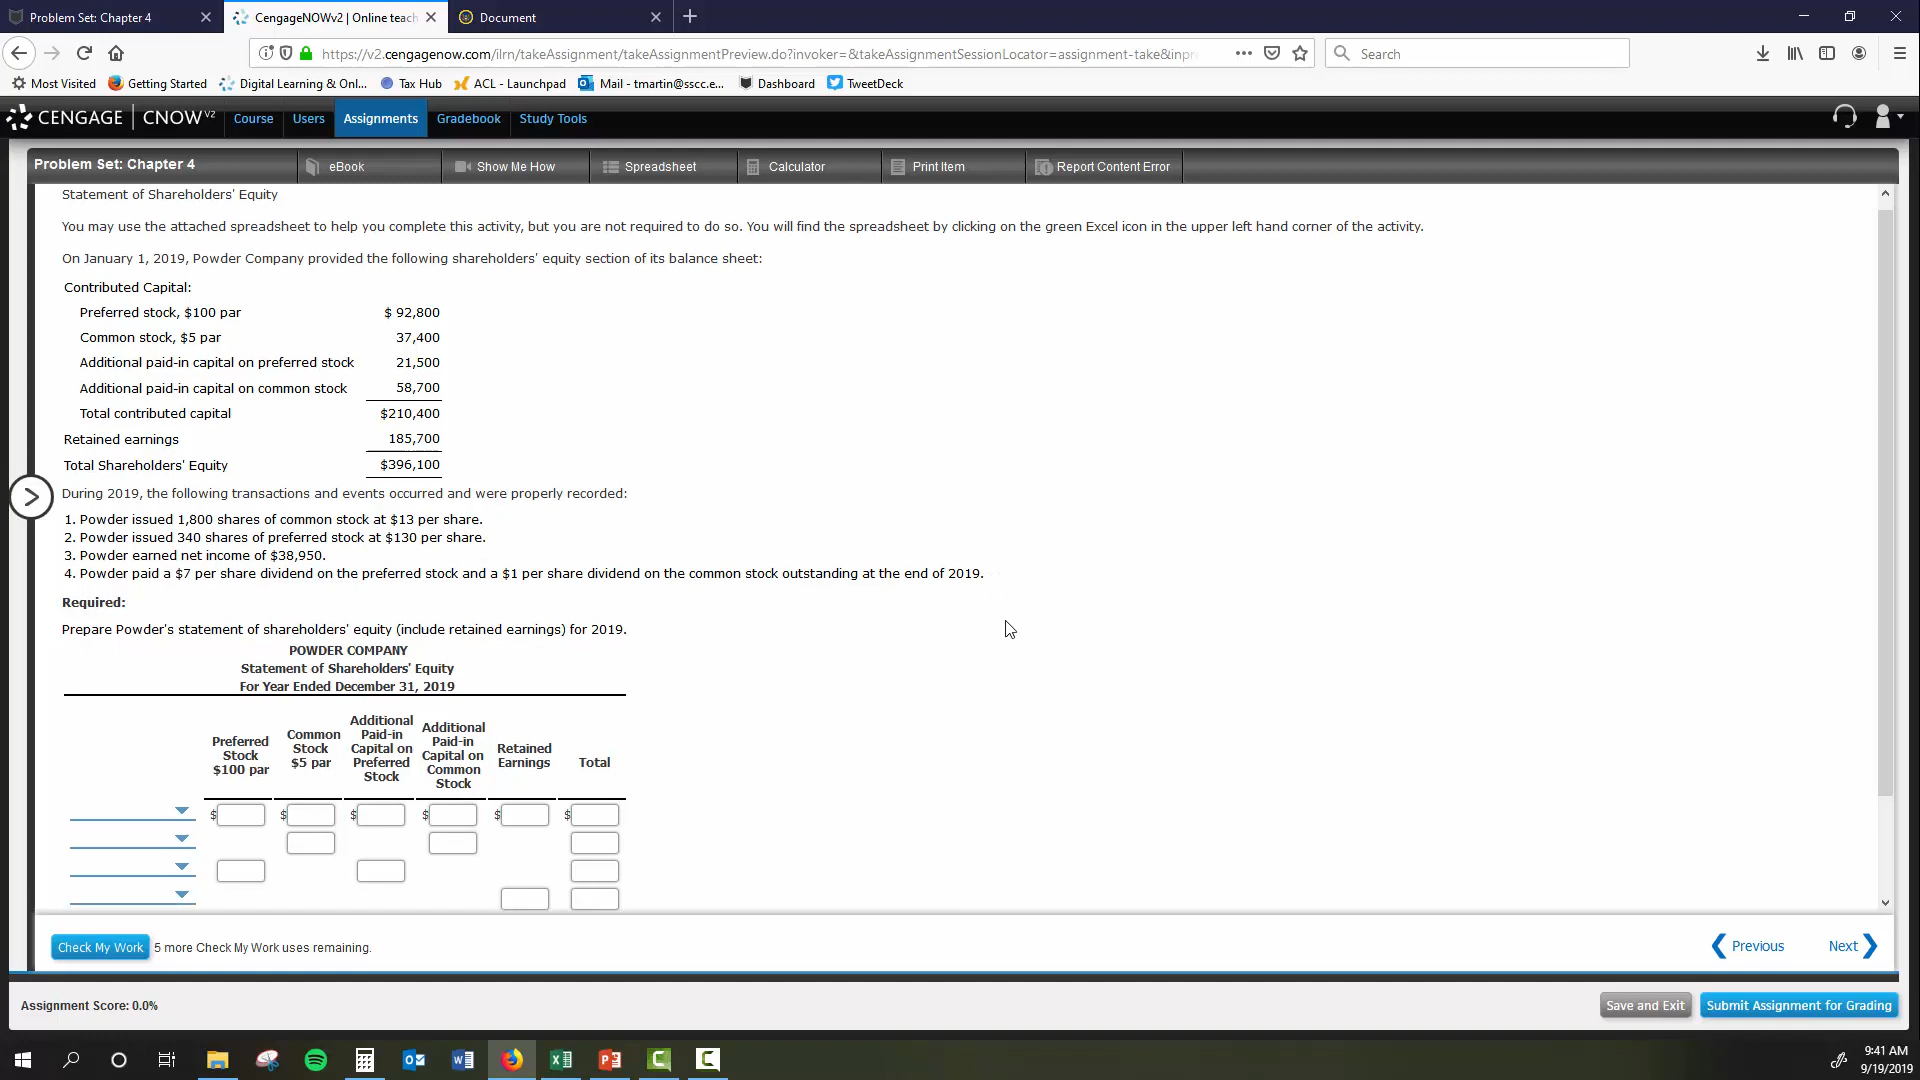 Problem Set: Chapter 4
CengageNOWv2 | Online teach
Document
https://v2.cengagenow.com/ilrn/takeAssignment/takeAssignmentPreview.do?invoker=&takeAssignmentSessionLocator=assignment-take&inpr
Search
Most Visited
Getting Started
Digital Learning & Onl...
Tax Hub
ACL - Launchpad
Mail - tmartin@sscc.e...
Dashboard
TweetDeck
CENGAGE | CNOWv2
Course
Users
Assignments
Gradebook
Study Tools
Problem Set: Chapter 4
eBook
Show Me How
Spreadsheet
Calculator
Print Item
Report Content Error
Statement of Shareholders' Equity
You may use the attached spreadsheet to help you complete this activity, but you are not required to do so. You will find the spreadsheet by clicking on the green Excel icon in the upper left hand corner of the activity.
On January 1, 2019, Powder Company provided the following shareholders' equity section of its balance sheet:
Contributed Capital:
Preferred stock, $100 par $ 92,800
Common stock, $5 par 37,400
Additional paid-in capital on preferred stock 21,500
Additional paid-in capital on common stock 58,700
Total contributed capital $210,400
Retained earnings 185,700
Total Shareholders' Equity $396,100
During 2019, the following transactions and events occurred and were properly recorded:
1. Powder issued 1,800 shares of common stock at $13 per share.
2. Powder issued 340 shares of preferred stock at $130 per share.
3. Powder earned net income of $38,950.
4. Powder paid a $7 per share dividend on the preferred stock and a $1 per share dividend on the common stock outstanding at the end of 2019.
Required:
Prepare Powder's statement of shareholders' equity (include retained earnings) for 2019.
POWDER COMPANY
Statement of Shareholders' Equity
For Year Ended December 31, 2019
Preferred Stock $100 par
Common Stock $5 par
Additional Paid-in Capital on Preferred Stock
Additional Paid-in Capital on Common Stock
Retained Earnings
Total
$ $ $ $ $ $
Check My Work
5 more Check My Work uses remaining.
Previous
Next
Assignment Score: 0.0%
Save and Exit
Submit Assignment for Grading
9:41 AM
9/19/2019